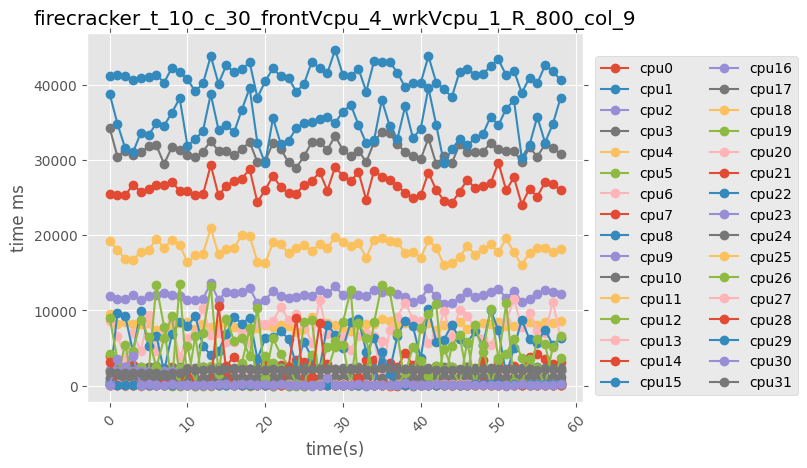 firecracker_t_10_c_30_frontVcpu_4_wrkVcpu_1_R_800_col_9
time ms
40000
30000
20000
10000
0
0
10
20
30
40
50
60
time(s)
cpu0
cpu1
cpu2
cpu3
cpu4
cpu5
cpu6
cpu7
cpu8
cpu9
cpu10
cpu11
cpu12
cpu13
cpu14
cpu15
cpu16
cpu17
cpu18
cpu19
cpu20
cpu21
cpu22
cpu23
cpu24
cpu25
cpu26
cpu27
cpu28
cpu29
cpu30
cpu31